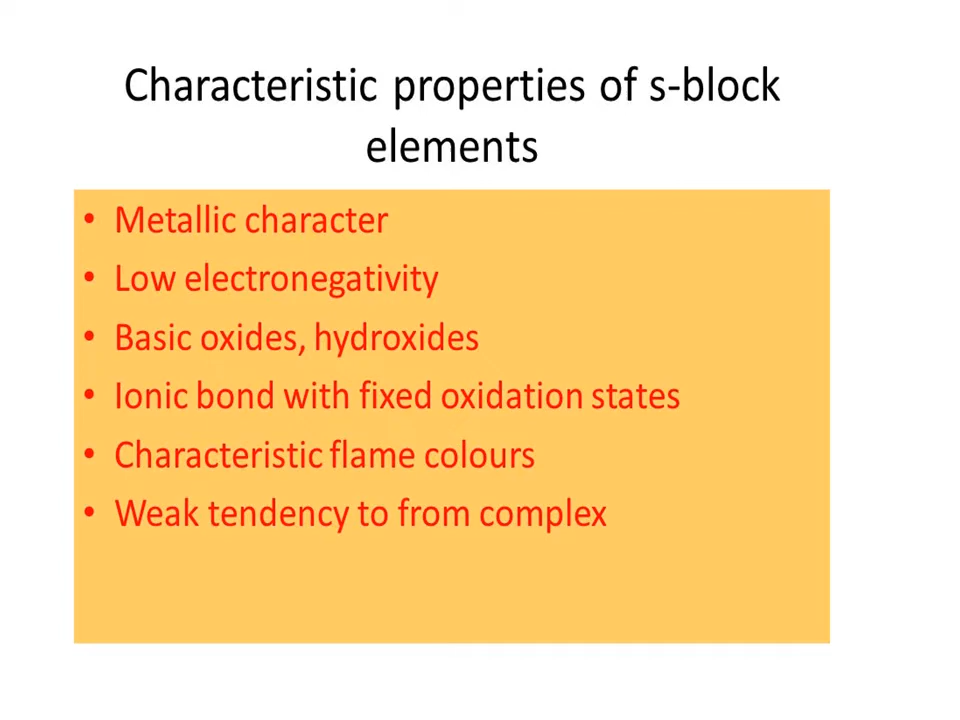 Characteristic properties of s-block
elements
• Metallic character
• Low electronegativity
• Basic oxides, hydroxides
• Ionic bond with fixed oxidation states
• Characteristic flame colours
• Weak tendency to from complex